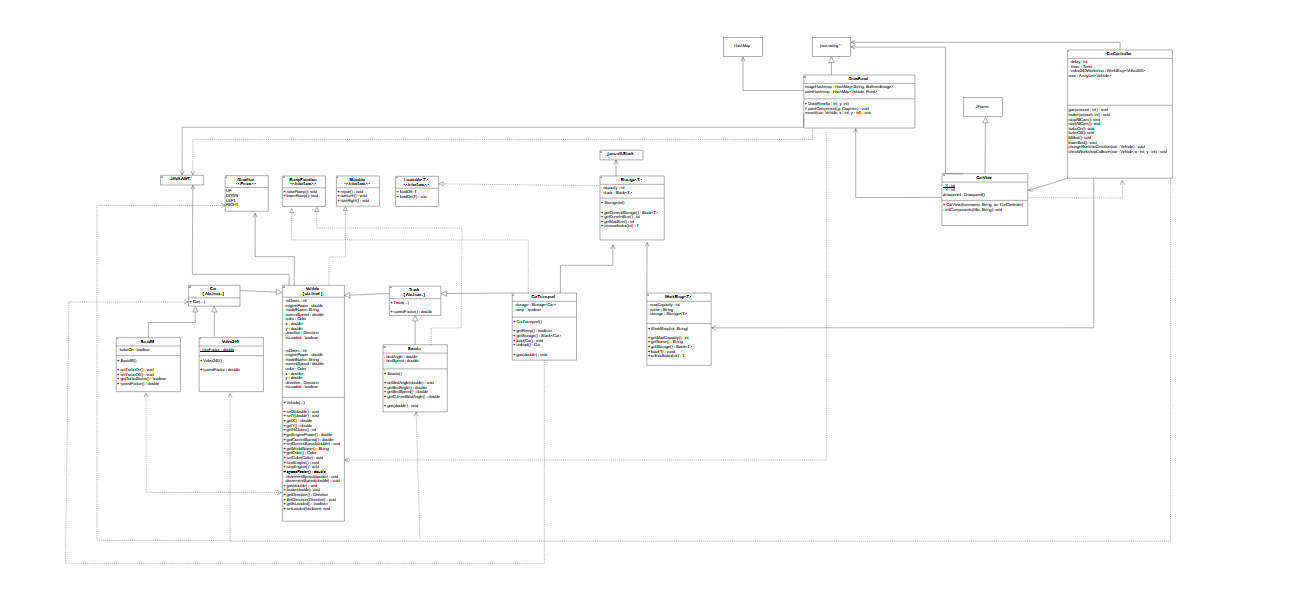 HashMap
javax.swing.*
CarController
- delay : int
- timer : Timer
- volvo240Workshop : WorkShop<Volvo240>
cars : ArrayList<Vehicle>
gas(amount : int) : void
brake(amount: int) : void
stopAllCars() : void
startAllCars() : void
turboOn() : void
turboOff() : void
liftBed() : void
lowerBed() : void
DrawPanel
imageHashmap : HashMap<String, BufferedImage>
pointHashmap : HashMap<Vehicle, Point>
+ DrawPanel(x : int, y: int)
# paintComponent(g: Graphics) : void
moveit(car: Vehicle, x : int, y : int) : void
JFrame
CarView
- X : int
- Y : int
drawpanel : Drawpanel()
+ CarView(framename: String, cc: CarController)
- initComponents(title: String) : void
java.util.Stack
JAVA.AWT.*
Direction
<<Enum>>
UP
DOWN
LEFT
RIGHT
RampFunction
<<Interface>>
+ raiseRamp() : void
+ lowerRamp() : void
Movable
<<Interface>>
+ move() : void
+ turnLeft() : void
+ turnRight() : void
Loadable<T>
<<Interface>>
+ loadOff : T
+ loadOn(T) : void
Storage<T>
- capacity : int
- stack : Stack<T>
+ Storage(int)
+ getCurrentStorage() : Stack<T>
+ getCurrentSize() : int
+ getMaxSize() : int
+ removeIndex(int) : T
Car
[ Abstract ]
+ Car(...)
Vehicle
[ abstract ]
- nrDoors : int
- enginePower : double
- modelName: String
- currentSpeed : double
- color : Color
- x : double
- y : double
- direction : Direction
- isLoaded : boolean
- nrDoors : int
- enginePower : double
- modelName: String
- currentSpeed : double
- color : Color
- x : double
- y : double
- direction : Direction
- isLoaded : boolean
+ Vehicle(...)
+ setX(double) : void
+ setY(double) : void
+ getX() : double
+ getY() : double
+ getNrDoors() : int
+ getEnginePower() : double
+ getCurrentSpeed() : double
+ setCurrentSpeed(double) : void
+ getModelName() : String
+ getColor() : Color
+ setColor(Color) : void
+ startEngine() : void
+ stopEngine() : void
+ speedFactor() : double
- incrementSpeed(double) : void
- decrementSpeed(double) : void
+ gas(double) : void
+ brake(double) : void
+ getDirection() : Direction
+ SetDirection(Direction) : void
+ getIsLoaded() : boolean
+ setLoaded(boolean) : void
Truck
[ Abstract ]
+ Truck(...)
+ speedFactor() : double
CarTransport
- storage : Storage<Car>
- ramp : boolean
+ CarTransport()
+ getRamp() : boolean
+ getStorage() : Stack<Car>
+ load(Car) : void
+ unload() : Car
+ gas(double) : void
WorkShop<T>
- maxCapacity : int
- name : String
- storage : Storage<T>
+ WorkShop(int, String)
+ getMaxCapacity() : int
+ getName() : String
+ getStorage() : Stack<T>
+ load(T) : void
+ unloadIndex(int) : T
Saab95
- turboOn : boolean
+ Saab95()
+ setTurboOn() : void
+ setTurboOff() : void
+ getTurboStatus() : boolean
+ speedFactor() : double
Volvo240
- trimFactor : double
+ Volvo240()
+ speedFactor : double
Scania
- bedAngle : double
- bedSpeed : double
+ Scania()
+ setBedAngle(double) : void
+ getBedAngle() : double
+ getBedSpeed() : double
+ getCurrentBedAngle() : double
+ gas(double) : void